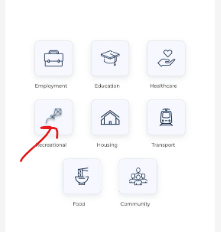 Employment Education Healthcare
Recreational Housing Transport
Food Community